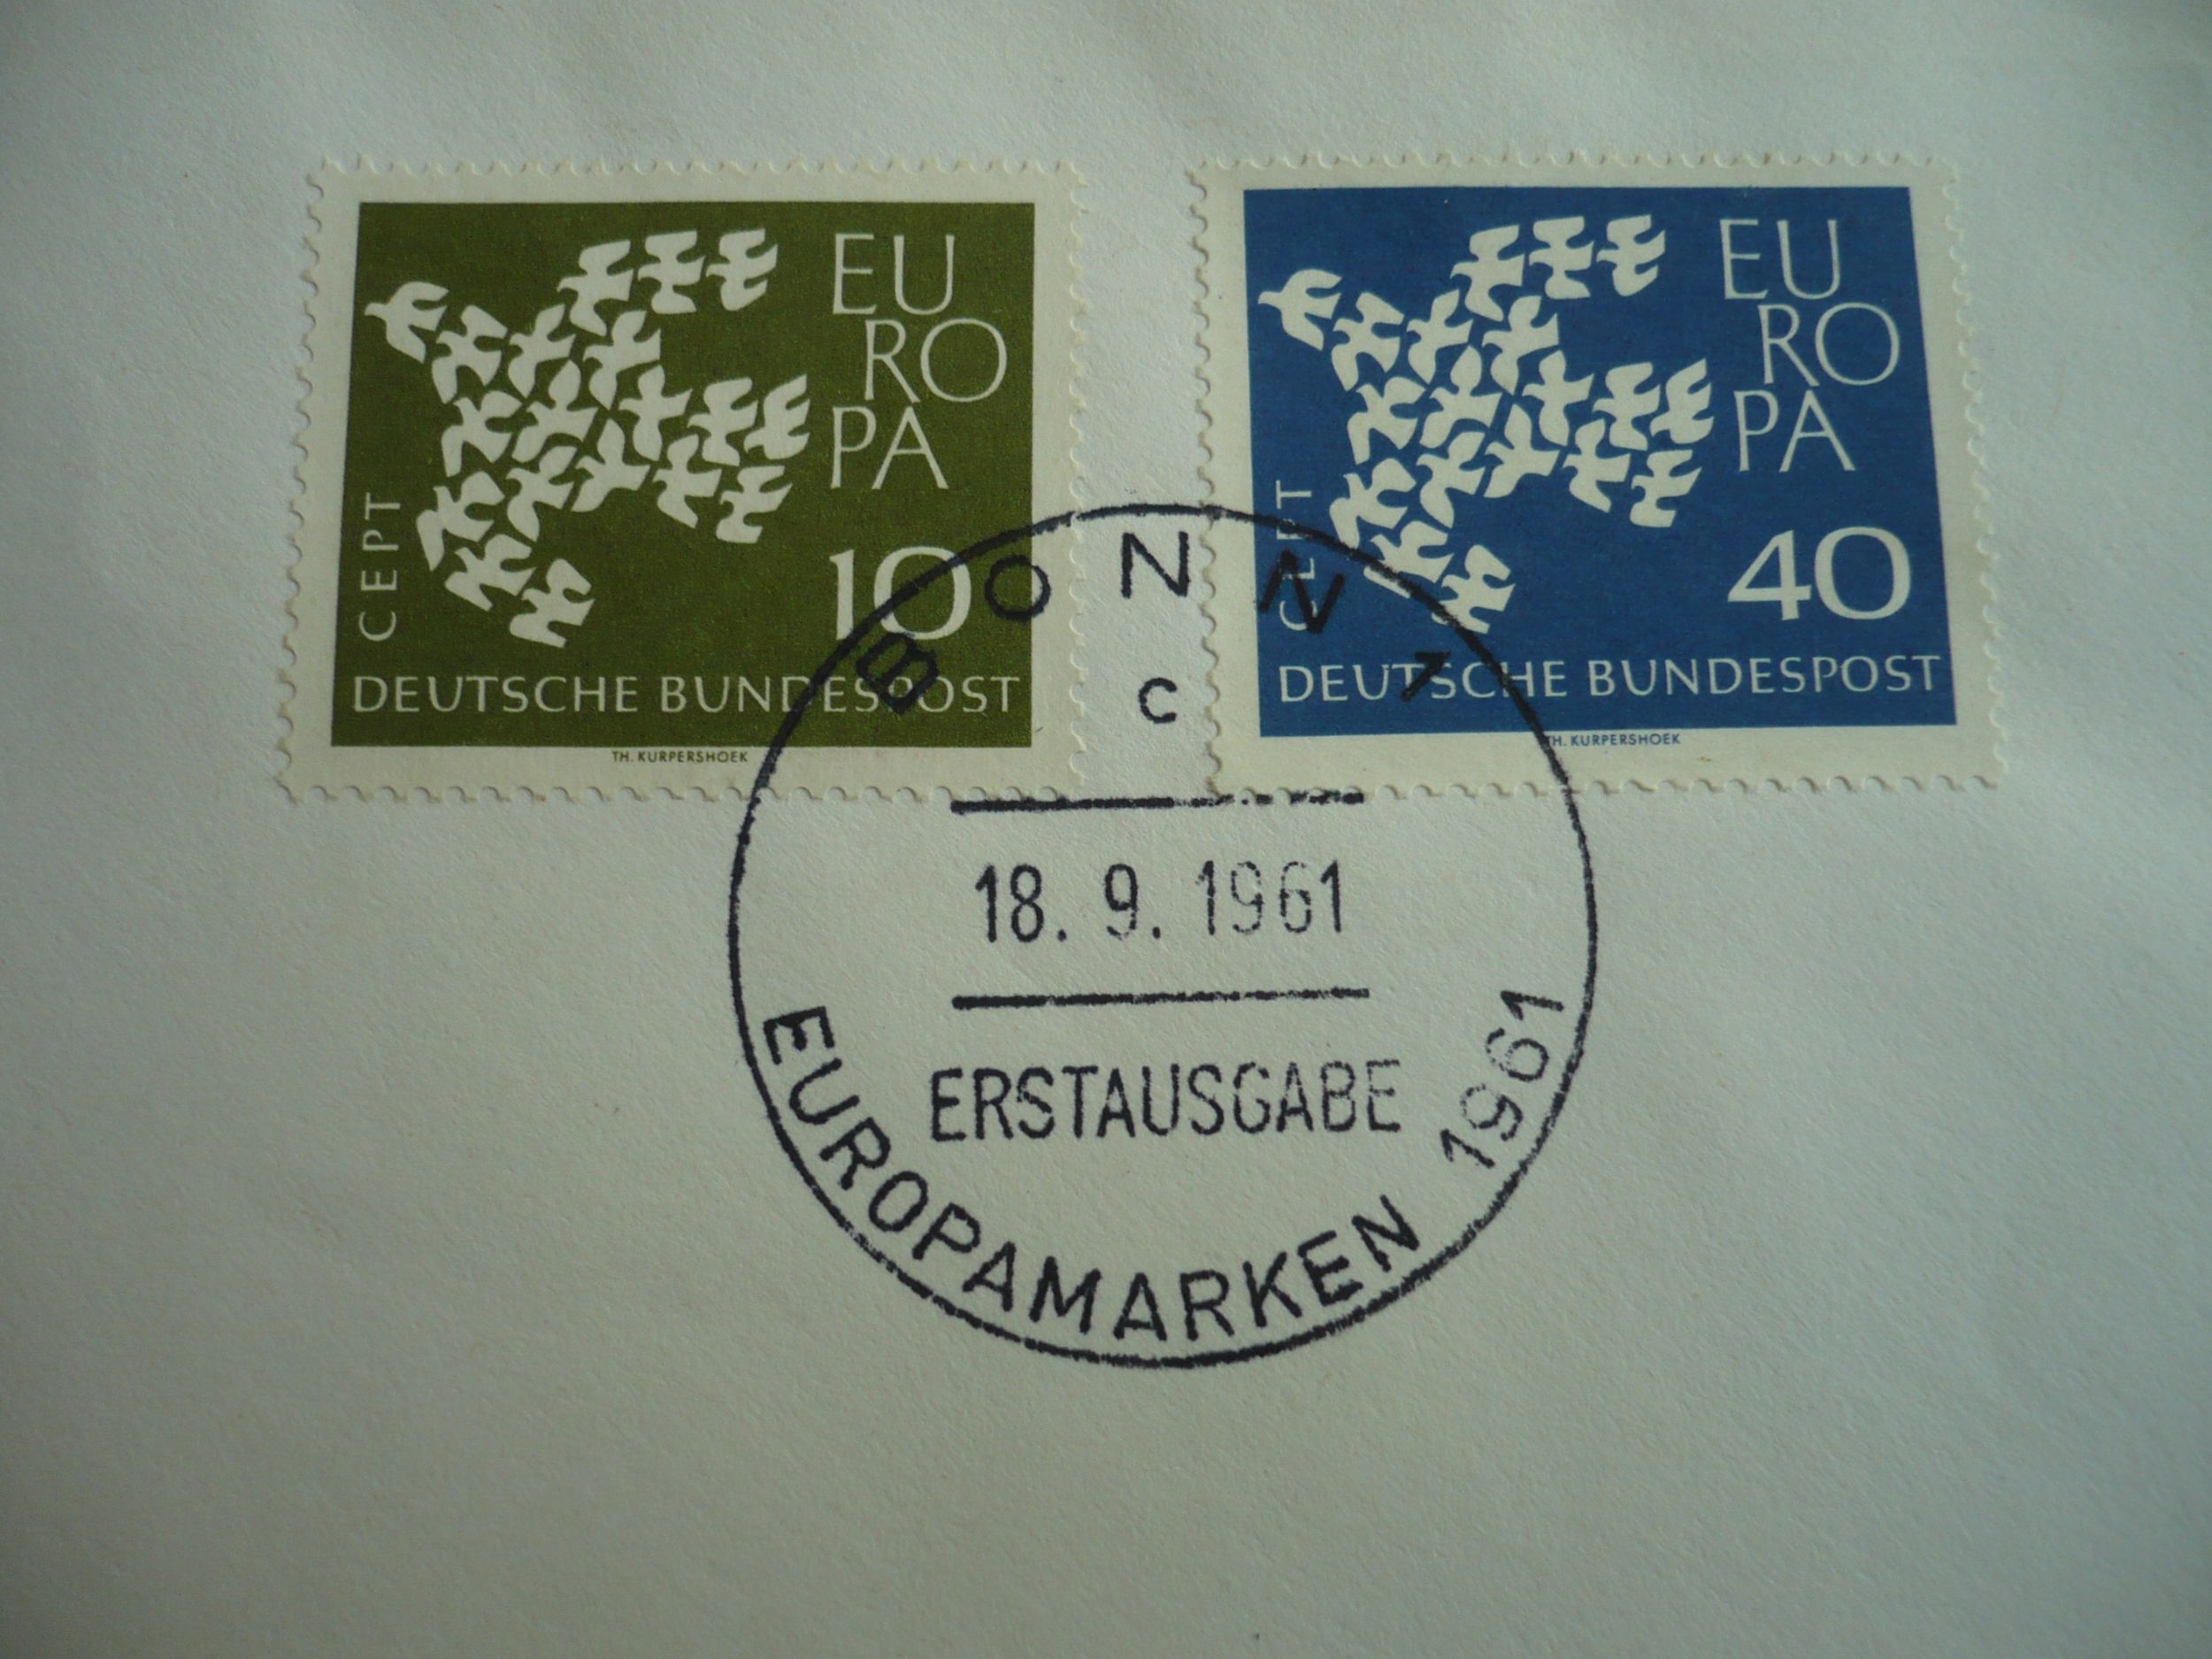 EU
RO
PA
CEPT
10
DEUTSCHE BUNDESPOST
TH. KURPERSHOEK
EU
RO
PA
CEPT
40
DEUTSCHE BUNDESPOST
TH. KURPERSHOEK
BONN 1
c
18. 9. 1961
ERSTAUSGABE
EUROPAMARKEN 1961